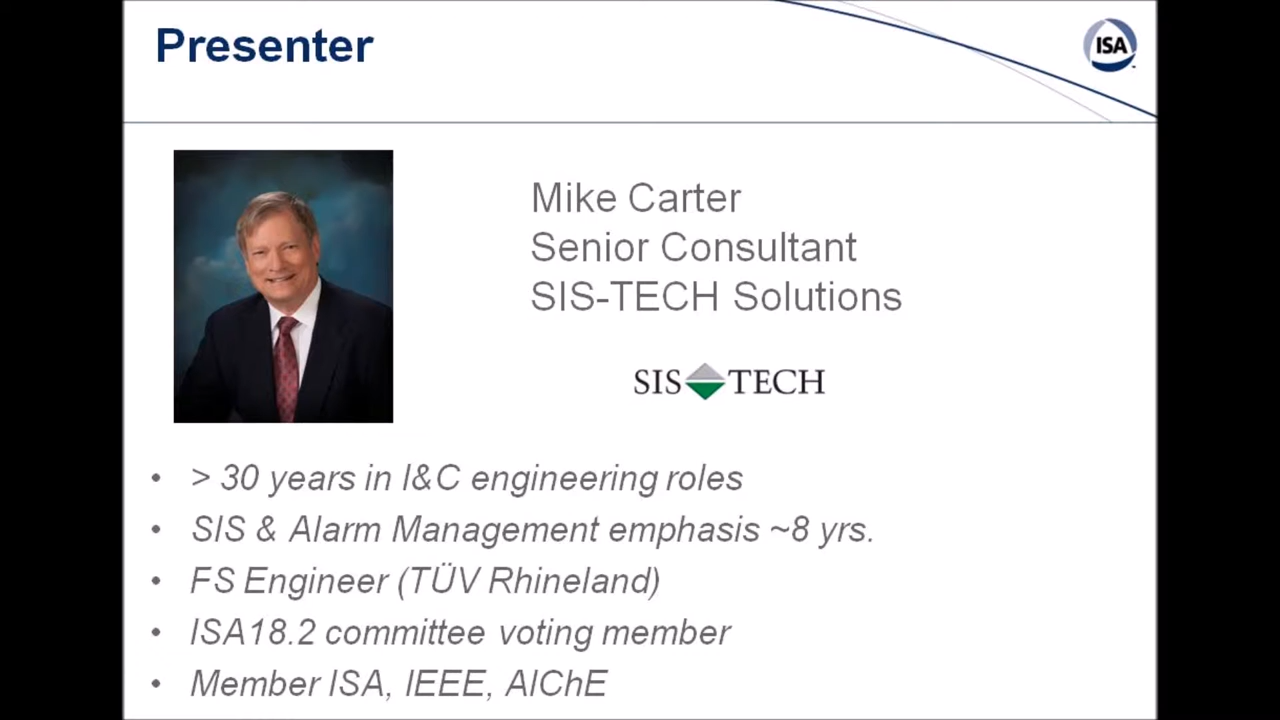 Presenter
ISA
Mike Carter
Senior Consultant
SIS-TECH Solutions
SIS TECH
• > 30 years in I&C engineering roles
• SIS & Alarm Management emphasis ~8 yrs.
• FS Engineer (TÜV Rhineland)
• ISA18.2 committee voting member
• Member ISA, IEEE, AIChE